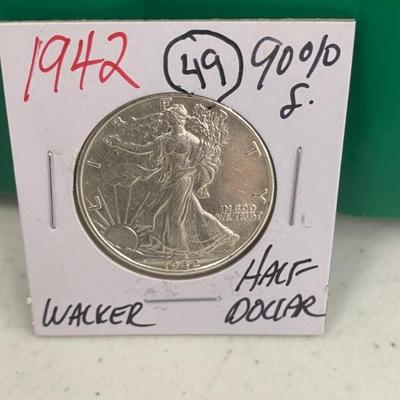 1942 49 90%
S.
LIBERTY
IN GOD
WE TRUST
1942
WALKER HALF
DOLLAR